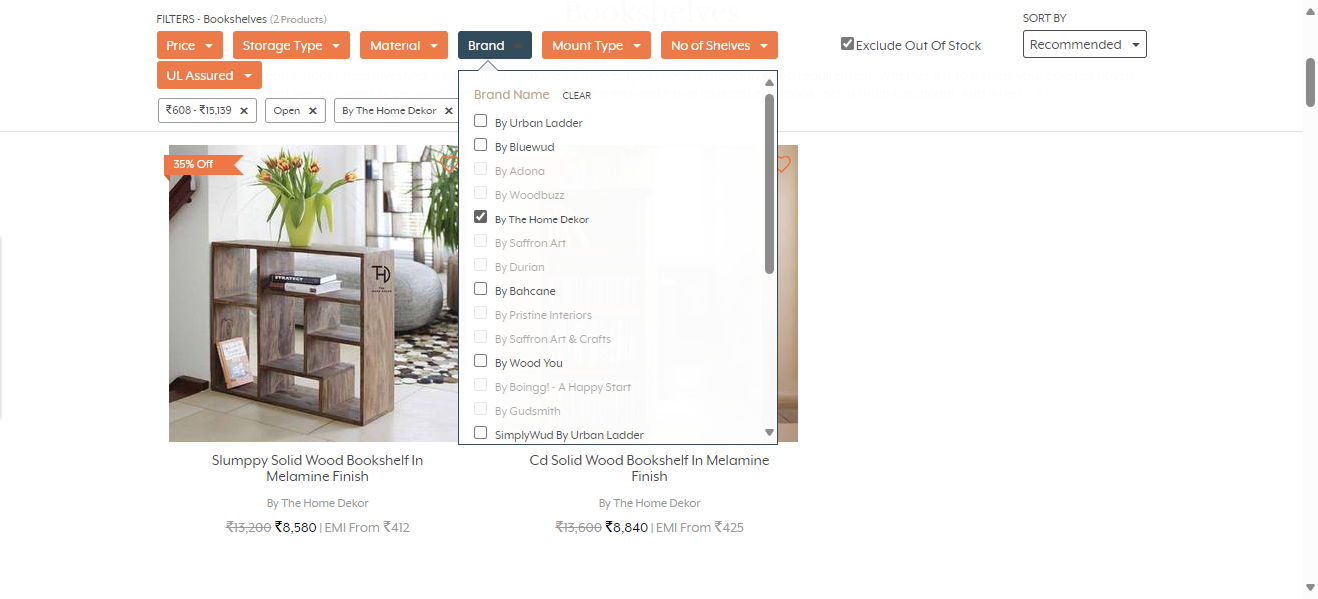 Bookshelves
FILTERS - Bookshelves (2 Products)
SORT BY
Price
Storage Type
Material
Brand
Mount Type
No of Shelves
Exclude Out Of Stock
Recommended
UL Assured
₹608 - ₹15,139 ×
Open ×
By The Home Dekor ×
Brand Name CLEAR
By Urban Ladder
By Bluewud
By Adona
By Woodbuzz
By The Home Dekor
By Saffron Art
By Durian
By Bahcane
By Pristine Interiors
By Saffron Art & Crafts
By Wood You
By Boingg! - A Happy Start
By Gudsmith
SimplyWud By Urban Ladder
35% Off
STRATEGY
THD
Slumppy Solid Wood Bookshelf In
Melamine Finish
By The Home Dekor
₹13,200 ₹8,580 | EMI From ₹412
Cd Solid Wood Bookshelf In Melamine
Finish
By The Home Dekor
₹13,600 ₹8,840 | EMI From ₹425